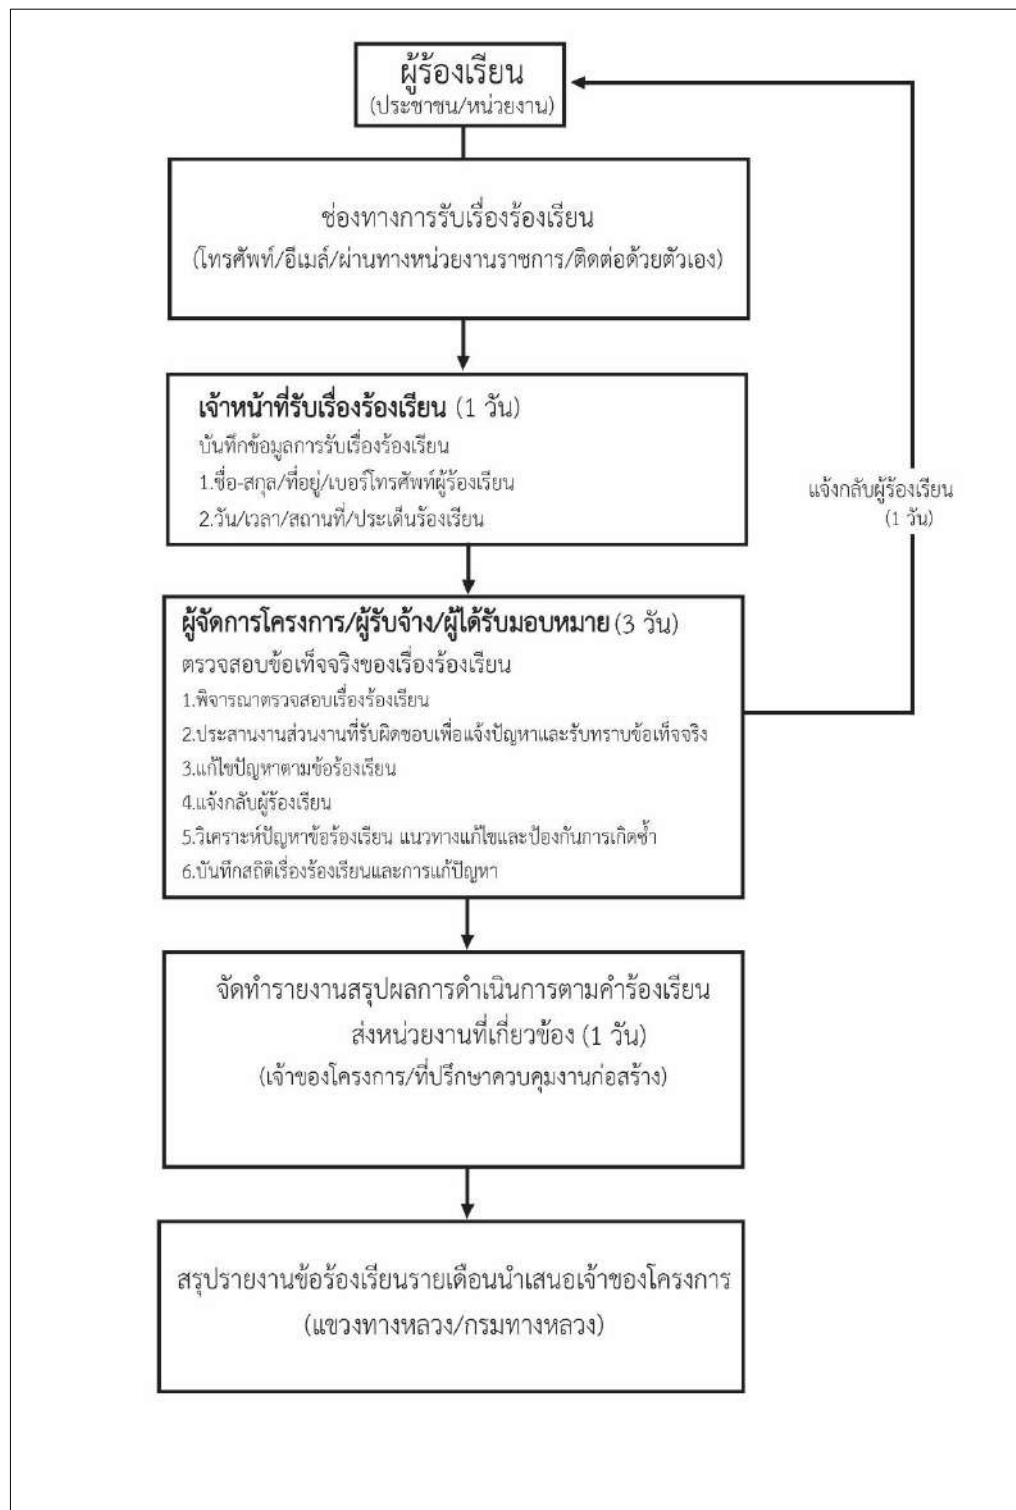 ผู้ร้องเรียน
(ประชาชน/หน่วยงาน)
ช่องทางการรับเรื่องร้องเรียน
(โทรศัพท์/อีเมล์/ผ่านทางหน่วยงานราชการ/ติดต่อด้วยตัวเอง)
เจ้าหน้าที่รับเรื่องร้องเรียน (1 วัน)
บันทึกข้อมูลการรับเรื่องร้องเรียน
1.ชื่อ-สกุล/ที่อยู่/เบอร์โทรศัพท์ผู้ร้องเรียน
2.วัน/เวลา/สถานที่/ประเด็นร้องเรียน
แจ้งกลับผู้ร้องเรียน
(1 วัน)
ผู้จัดการโครงการ/ผู้รับจ้าง/ผู้ได้รับมอบหมาย (3 วัน)
ตรวจสอบข้อเท็จจริงของเรื่องร้องเรียน
1.พิจารณาตรวจสอบเรื่องร้องเรียน
2.ประสานงานส่วนงานที่รับผิดชอบเพื่อแจ้งปัญหาและรับทราบข้อเท็จจริง
3.แก้ไขปัญหาตามข้อร้องเรียน
4.แจ้งกลับผู้ร้องเรียน
5.วิเคราะห์ปัญหาข้อร้องเรียน แนวทางแก้ไขและป้องกันการเกิดซ้ำ
6.บันทึกสถิติเรื่องร้องเรียนและการแก้ปัญหา
จัดทำรายงานสรุปผลการดำเนินการตามคำร้องเรียน
ส่งหน่วยงานที่เกี่ยวข้อง (1 วัน)
(เจ้าของโครงการ/ที่ปรึกษาควบคุมงานก่อสร้าง)
สรุปรายงานข้อร้องเรียนรายเดือนนำเสนอเจ้าของโครงการ
(แขวงทางหลวง/กรมทางหลวง)